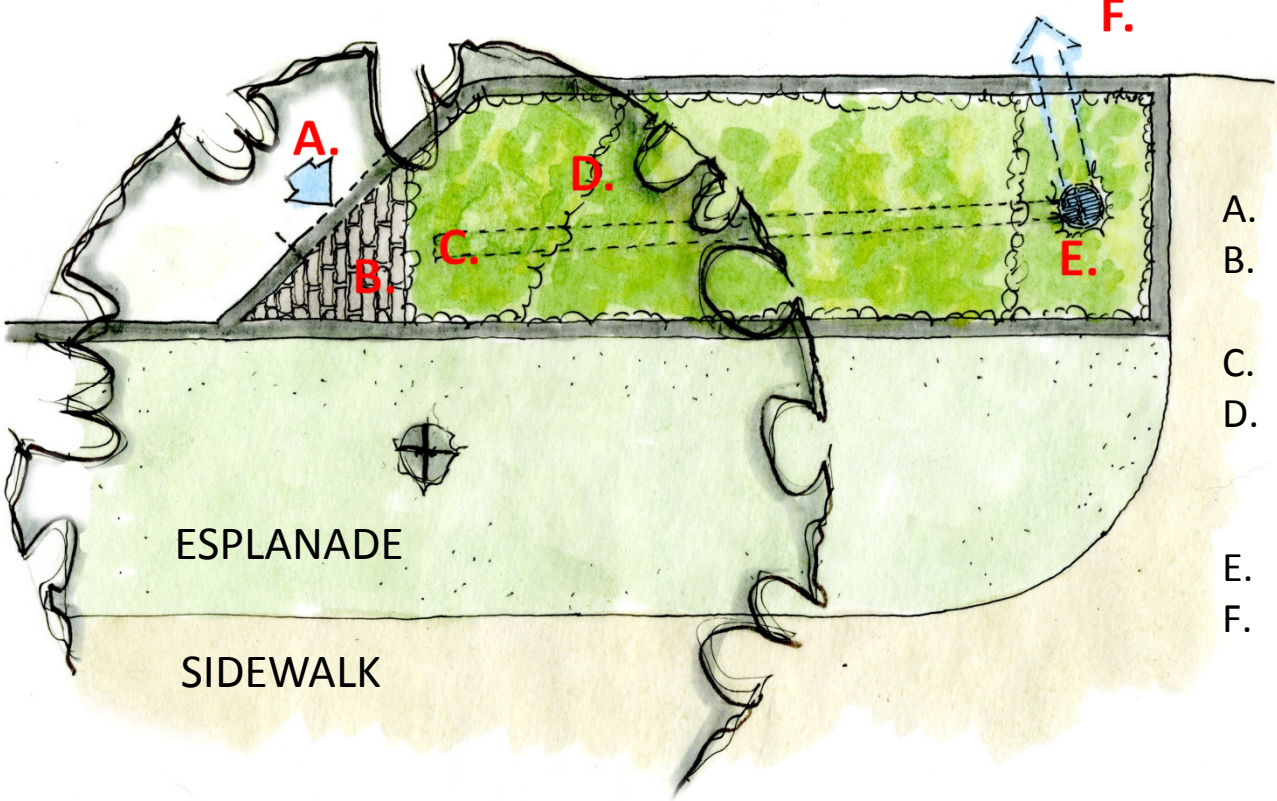 F.
A.
D.
C.
B.
E.
ESPLANADE
SIDEWALK
A.
B.
C.
D.
E.
F.